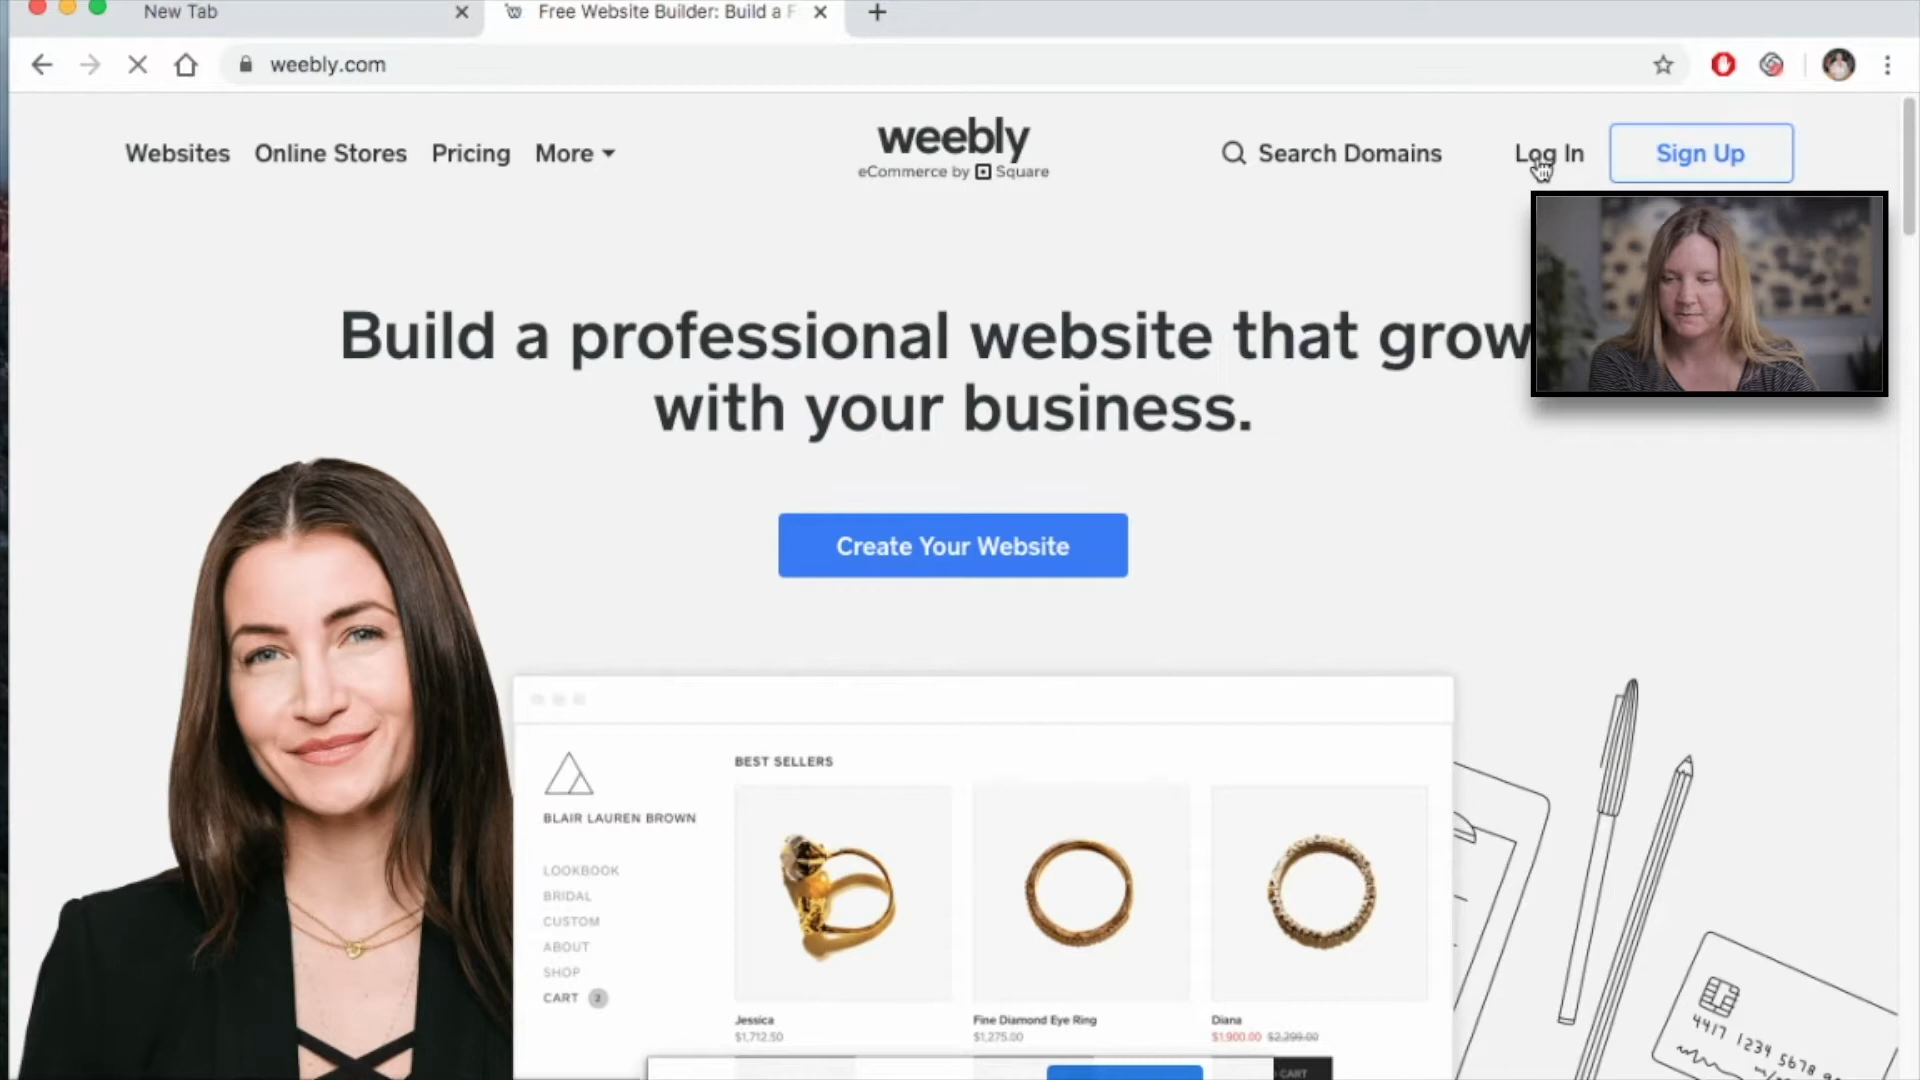 New Tab
Free Website Builder: Build a F
weebly.com
Websites Online Stores Pricing More
weebly
eCommerce by Square
Search Domains
Log In
Sign Up
Build a professional website that grow
with your business.
Create Your Website
BEST SELLERS
BLAIR LAUREN BROWN
LOOKBOOK
BRIDAL
CUSTOM
ABOUT
SHOP
CART 2
Jessica
$1,712.50
Fine Diamond Eye Ring
$1,275.00
Diana
$1,900.00 $2,299.00
CART
4417 1234 5678